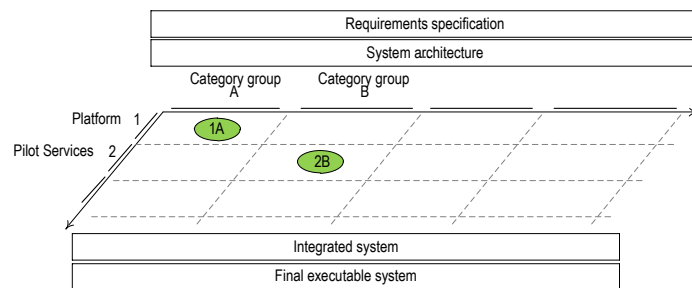 Requirements specification
System architecture
Category group
A
Category group
B
Platform 1
1A
Pilot Services 2
2B
Integrated system
Final executable system